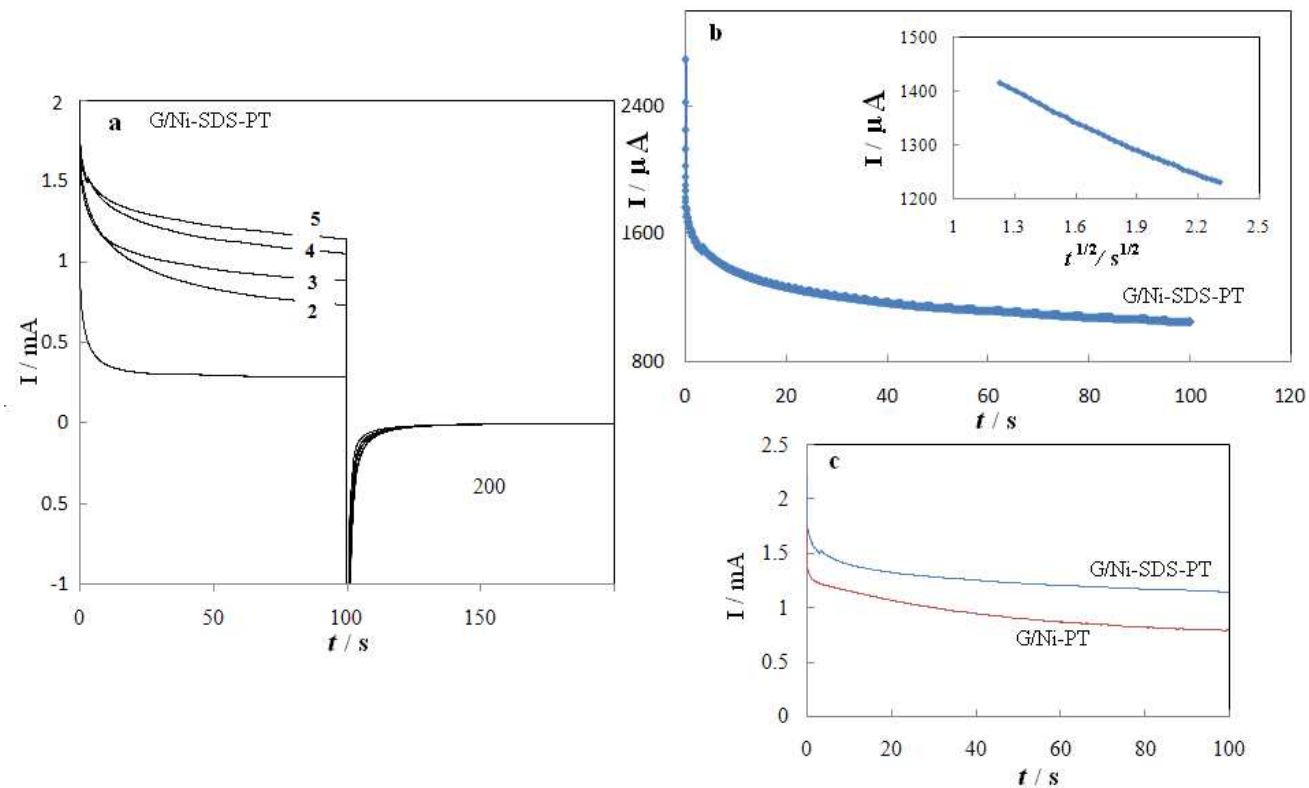 a G/Ni-SDS-PT
2
1.5
1
0.5
0
0.5
-1
I / mA
5
4
3
2
200
0 50 100 150
t / s
b
2400
1600
800
I / µ A
0 20 40 60 80 100 120
t / s
G/Ni-SDS-PT
1500
1400
1300
1200
I / µ A
1 1.3 1.6 1.9 2.2 2.5
t 1/2/ s1/2
c
2.5
2
1.5
1
0.5
0
I / mA
G/Ni-SDS-PT
G/Ni-PT
0 20 40 60 80 100
t / s